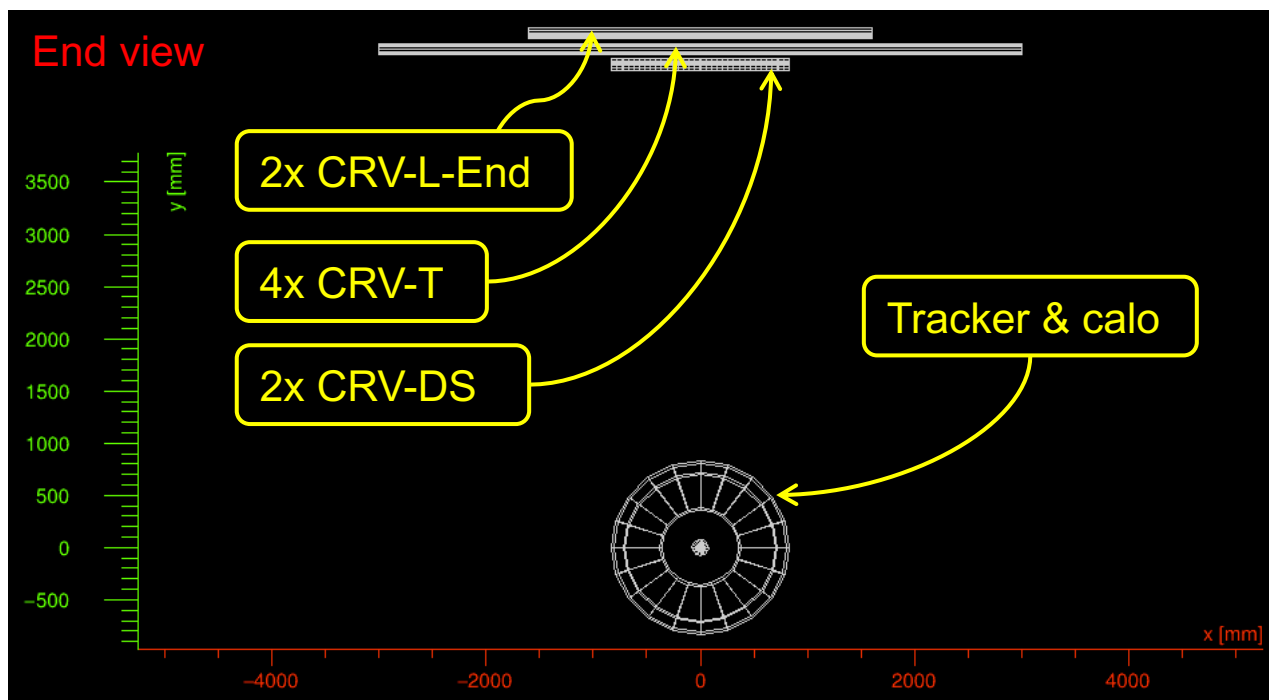 End view
2x CRV-L-End
4x CRV-T
2x CRV-DS
Tracker & calo
y [mm]
3500
3000
2500
2000
1500
1000
500
0
−500
x [mm]
−4000
−2000
0
2000
4000